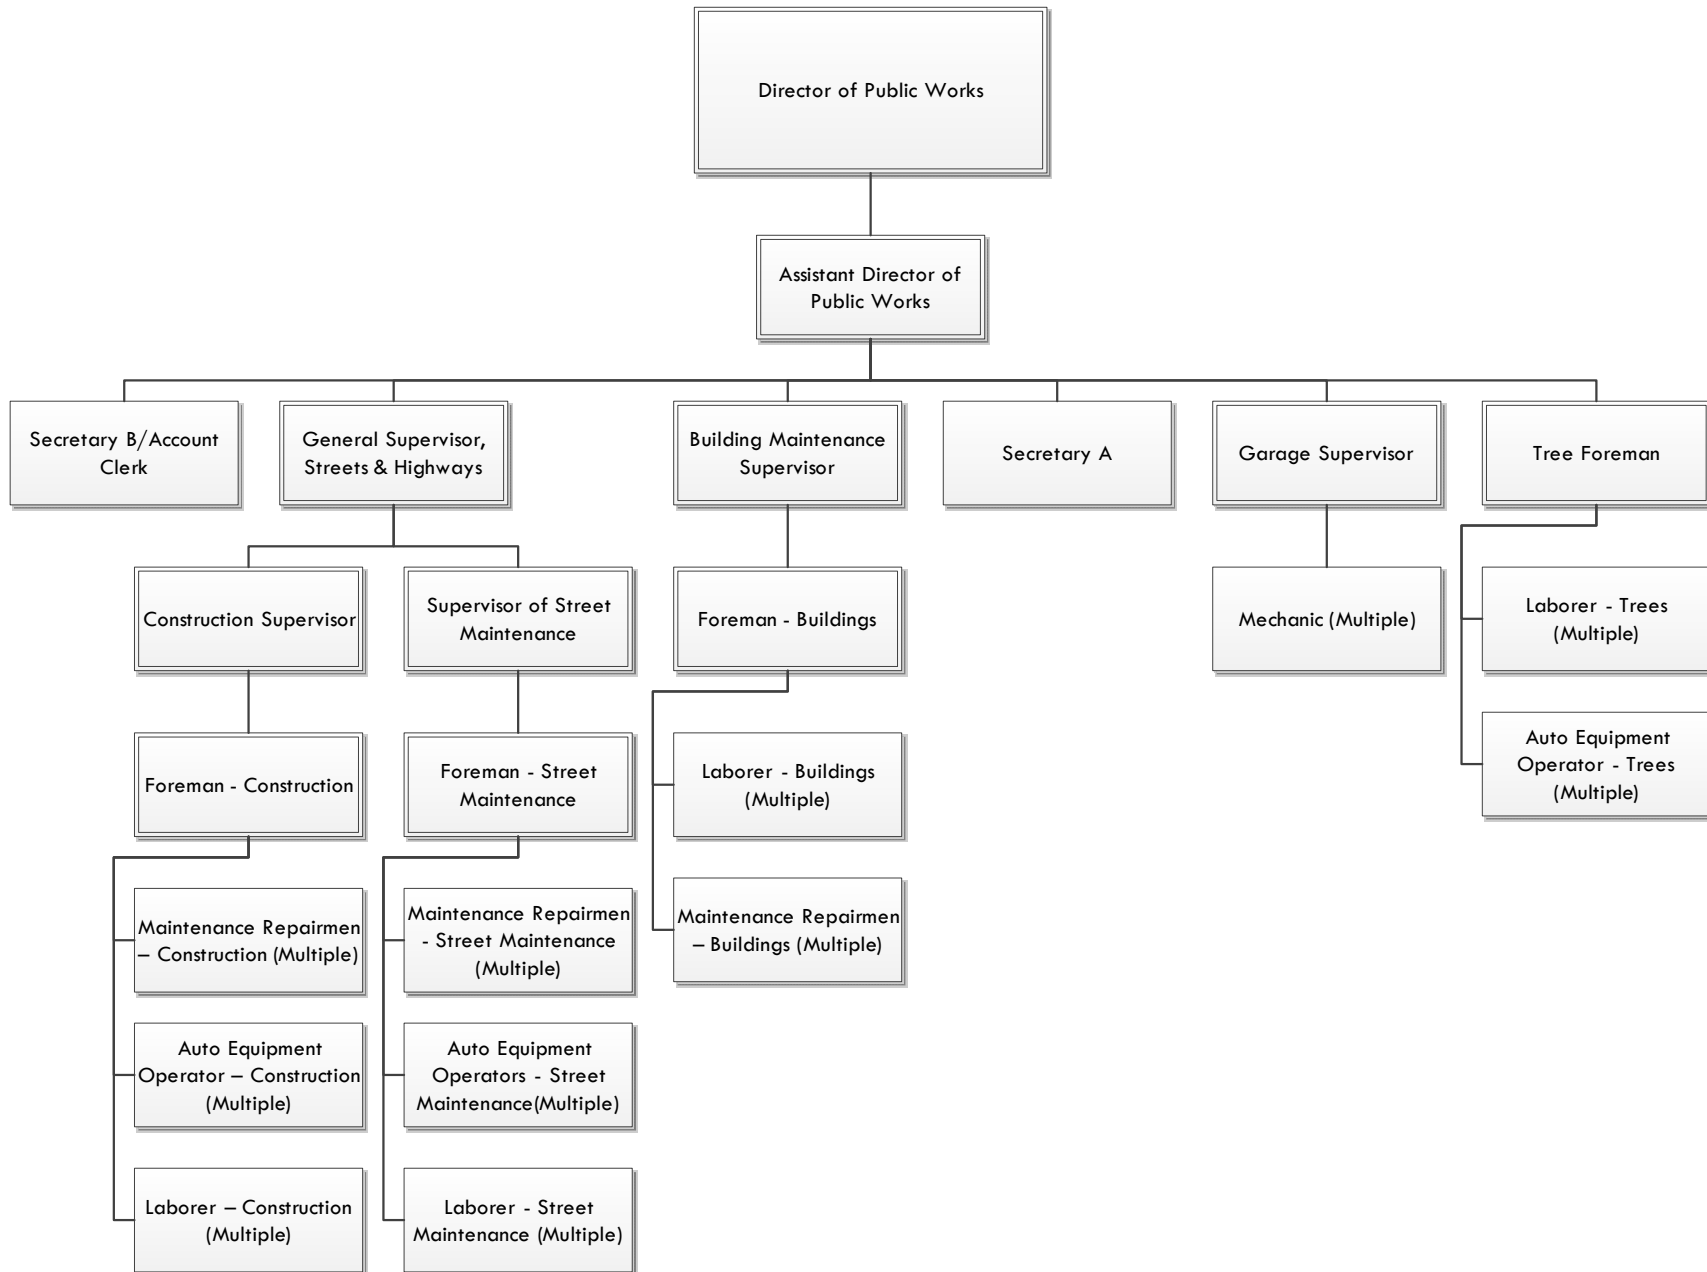 Director of Public Works
Assistant Director of
Public Works
Secretary B/Account
Clerk
General Supervisor,
Streets & Highways
Building Maintenance
Supervisor
Secretary A
Garage Supervisor
Tree Foreman
Construction Supervisor
Supervisor of Street
Maintenance
Foreman - Buildings
Mechanic (Multiple)
Laborer - Trees
(Multiple)
Foreman - Construction
Foreman - Street
Maintenance
Laborer - Buildings
(Multiple)
Auto Equipment
Operator - Trees
(Multiple)
Maintenance Repairmen
– Construction (Multiple)
Maintenance Repairmen
- Street Maintenance
(Multiple)
Maintenance Repairmen
– Buildings (Multiple)
Auto Equipment
Operator – Construction
(Multiple)
Auto Equipment
Operators - Street
Maintenance(Multiple)
Laborer – Construction
(Multiple)
Laborer - Street
Maintenance (Multiple)